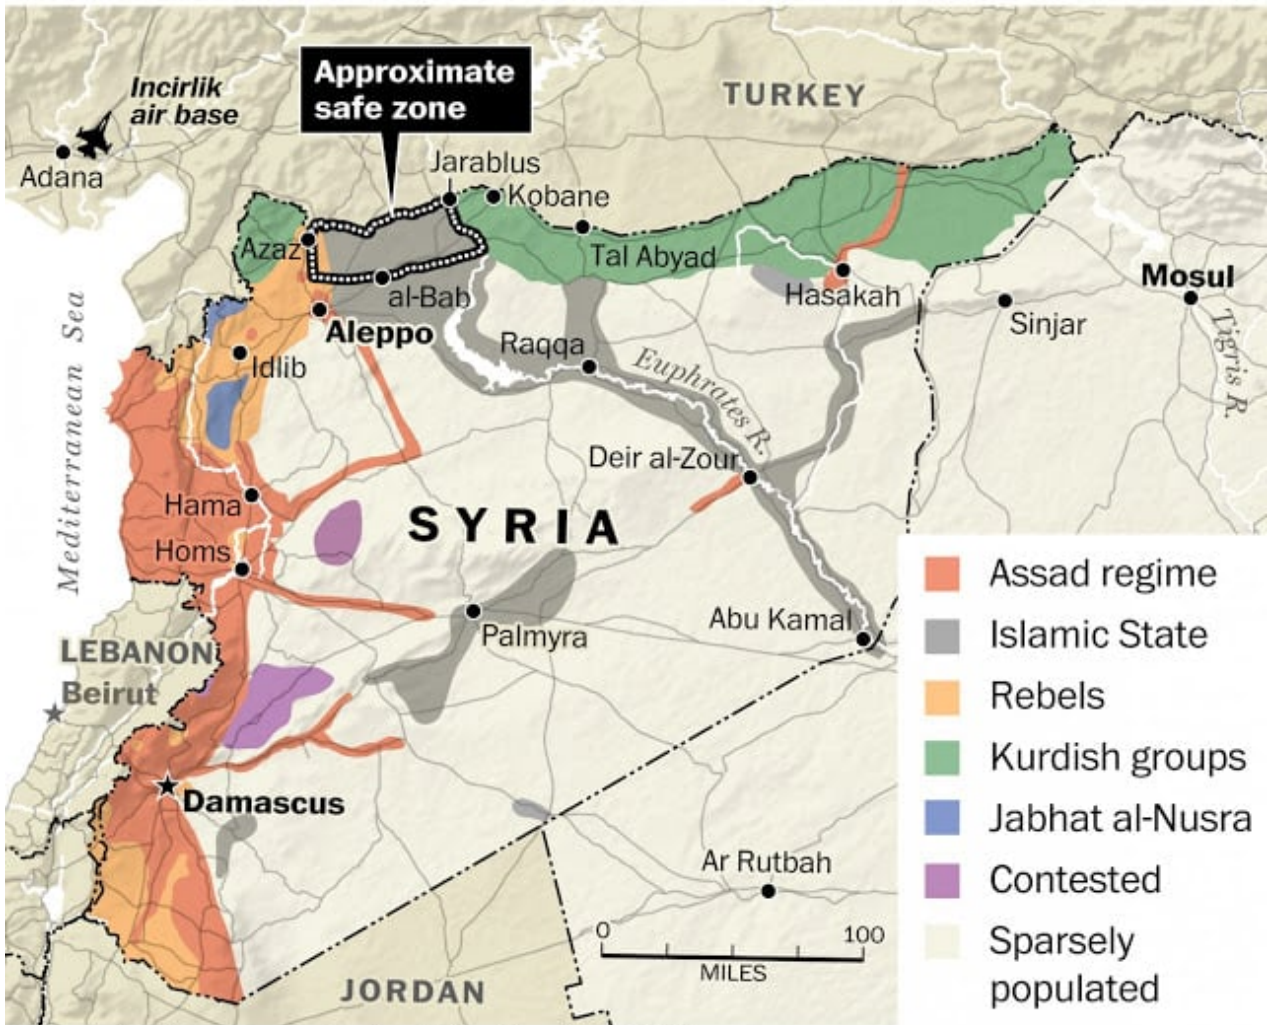 Approximate
safe zone
Incirlik
air base
Adana
TURKEY
Jarablus
Kobane
Azaz
Tal Abyad
al-Bab
Hasakah
Mosul
Aleppo
Sinjar
Tigris R.
Mediterranean Sea
Idlib
Raqqa
Euphrates R.
Deir al-Zour
Hama
SYRIA
Homs
Palmyra
Abu Kamal
LEBANON
Beirut
Damascus
Ar Rutbah
JORDAN
0 100
MILES
Assad regime
Islamic State
Rebels
Kurdish groups
Jabhat al-Nusra
Contested
Sparsely
populated